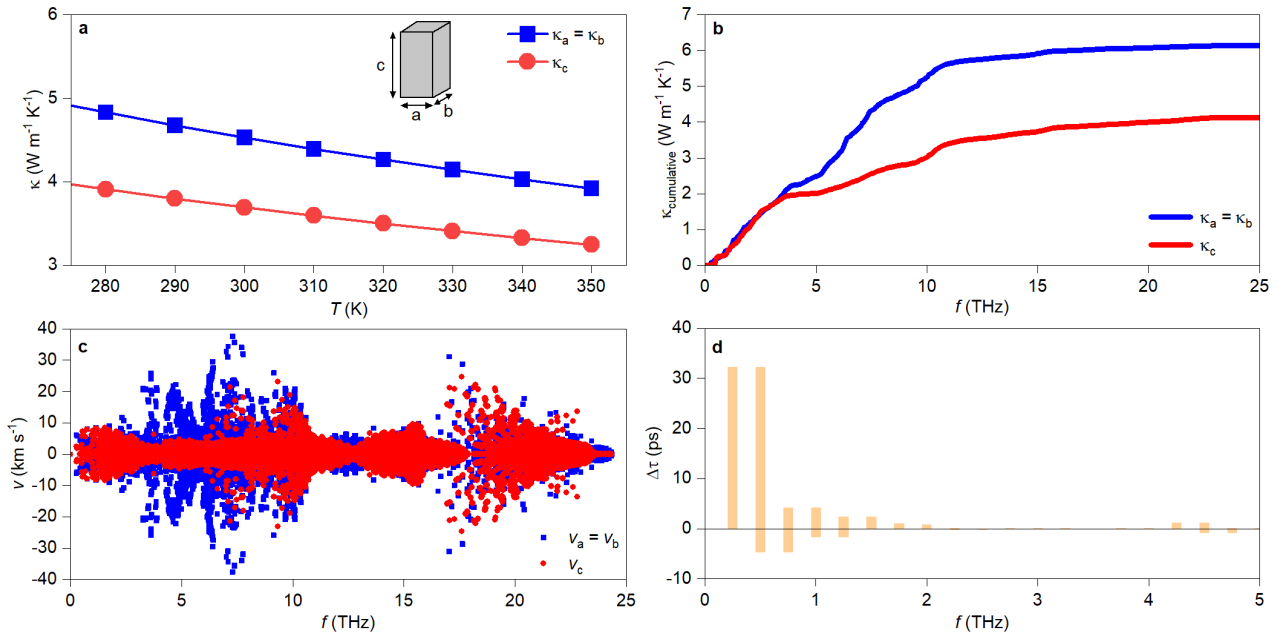 a
κa = κb
κc
c
a
b
κ (W m-1 K-1)
6
5
4
3
280 290 300 310 320 330 340 350
T (K)
b
κcumulative (W m-1 K-1)
7
6
5
4
3
2
1
0
κa = κb
κc
0 5 10 15 20 25
f (THz)
c
v (km s-1)
40
30
20
10
0
-10
-20
-30
-40
va = vb
vc
0 5 10 15 20 25
f (THz)
d
Δτ (ps)
40
30
20
10
0
-10
0 1 2 3 4 5
f (THz)